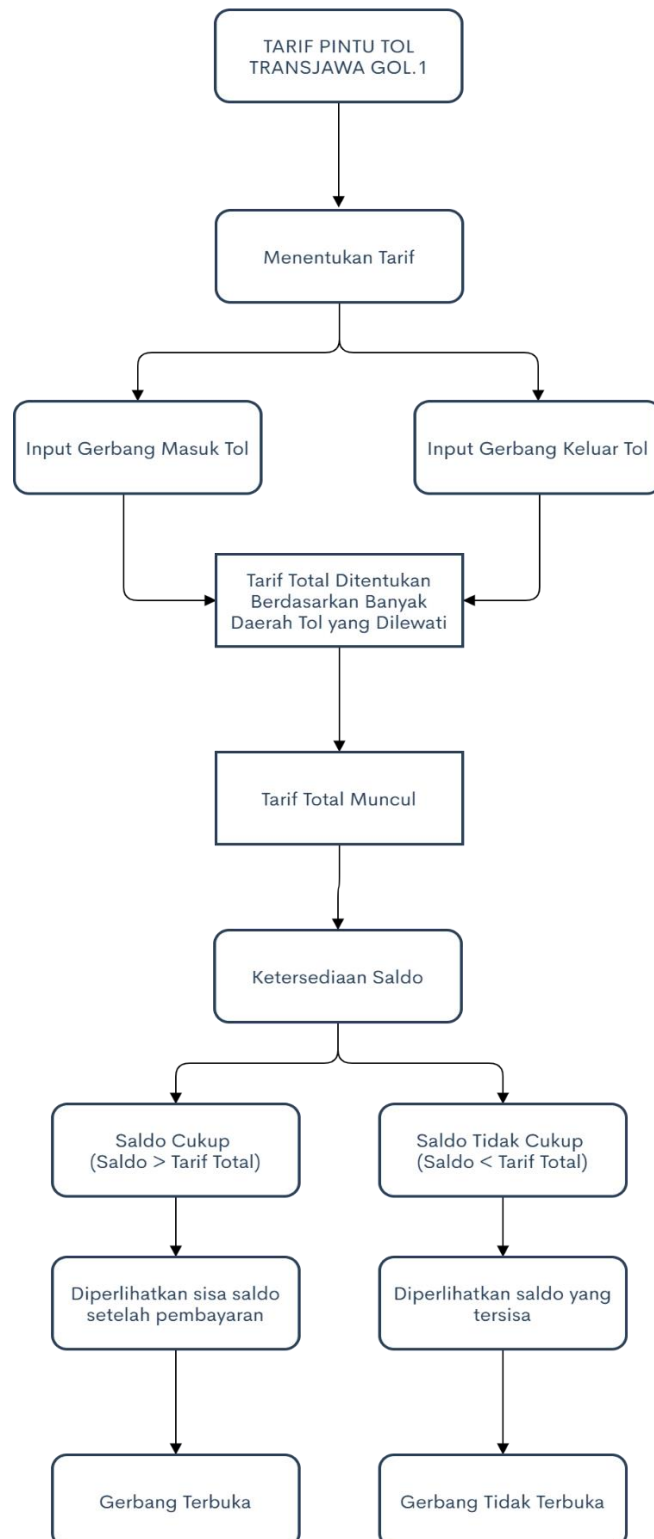 TARIF PINTU TOL
TRANSJAWA GOL.1
Menentukan Tarif
Input Gerbang Masuk Tol
Input Gerbang Keluar Tol
Tarif Total Ditentukan
Berdasarkan Banyak
Daerah Tol yang Dilewati
Tarif Total Muncul
Ketersediaan Saldo
Saldo Cukup
(Saldo > Tarif Total)
Saldo Tidak Cukup
(Saldo < Tarif Total)
Diperlihatkan sisa saldo
setelah pembayaran
Diperlihatkan saldo yang
tersisa
Gerbang Terbuka
Gerbang Tidak Terbuka